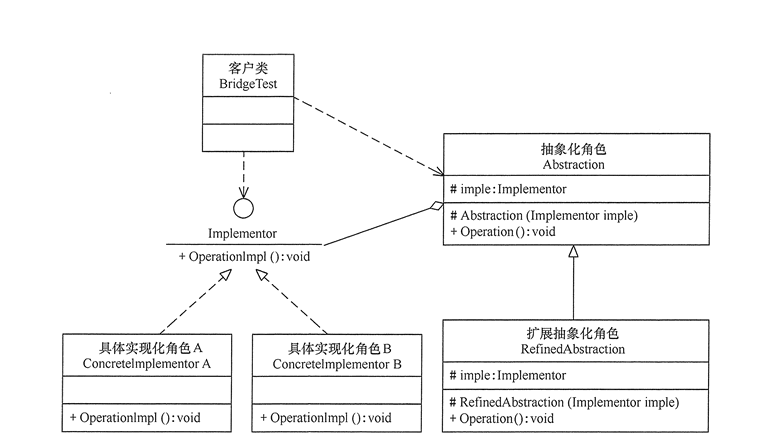 客户类
BridgeTest
抽象化角色
Abstraction
# imple:Implementor
# Abstraction (Implementor imple)
+ Operation():void
Implementor
+ OperationImpl():void
具体实现化角色A
ConcreteImplementor A
+ OperationImpl():void
具体实现化角色B
ConcreteImplementor B
+ OperationImpl():void
扩展抽象化角色
RefinedAbstraction
# imple:Implementor
# RefinedAbstraction (Implementor imple)
+ Operation():void